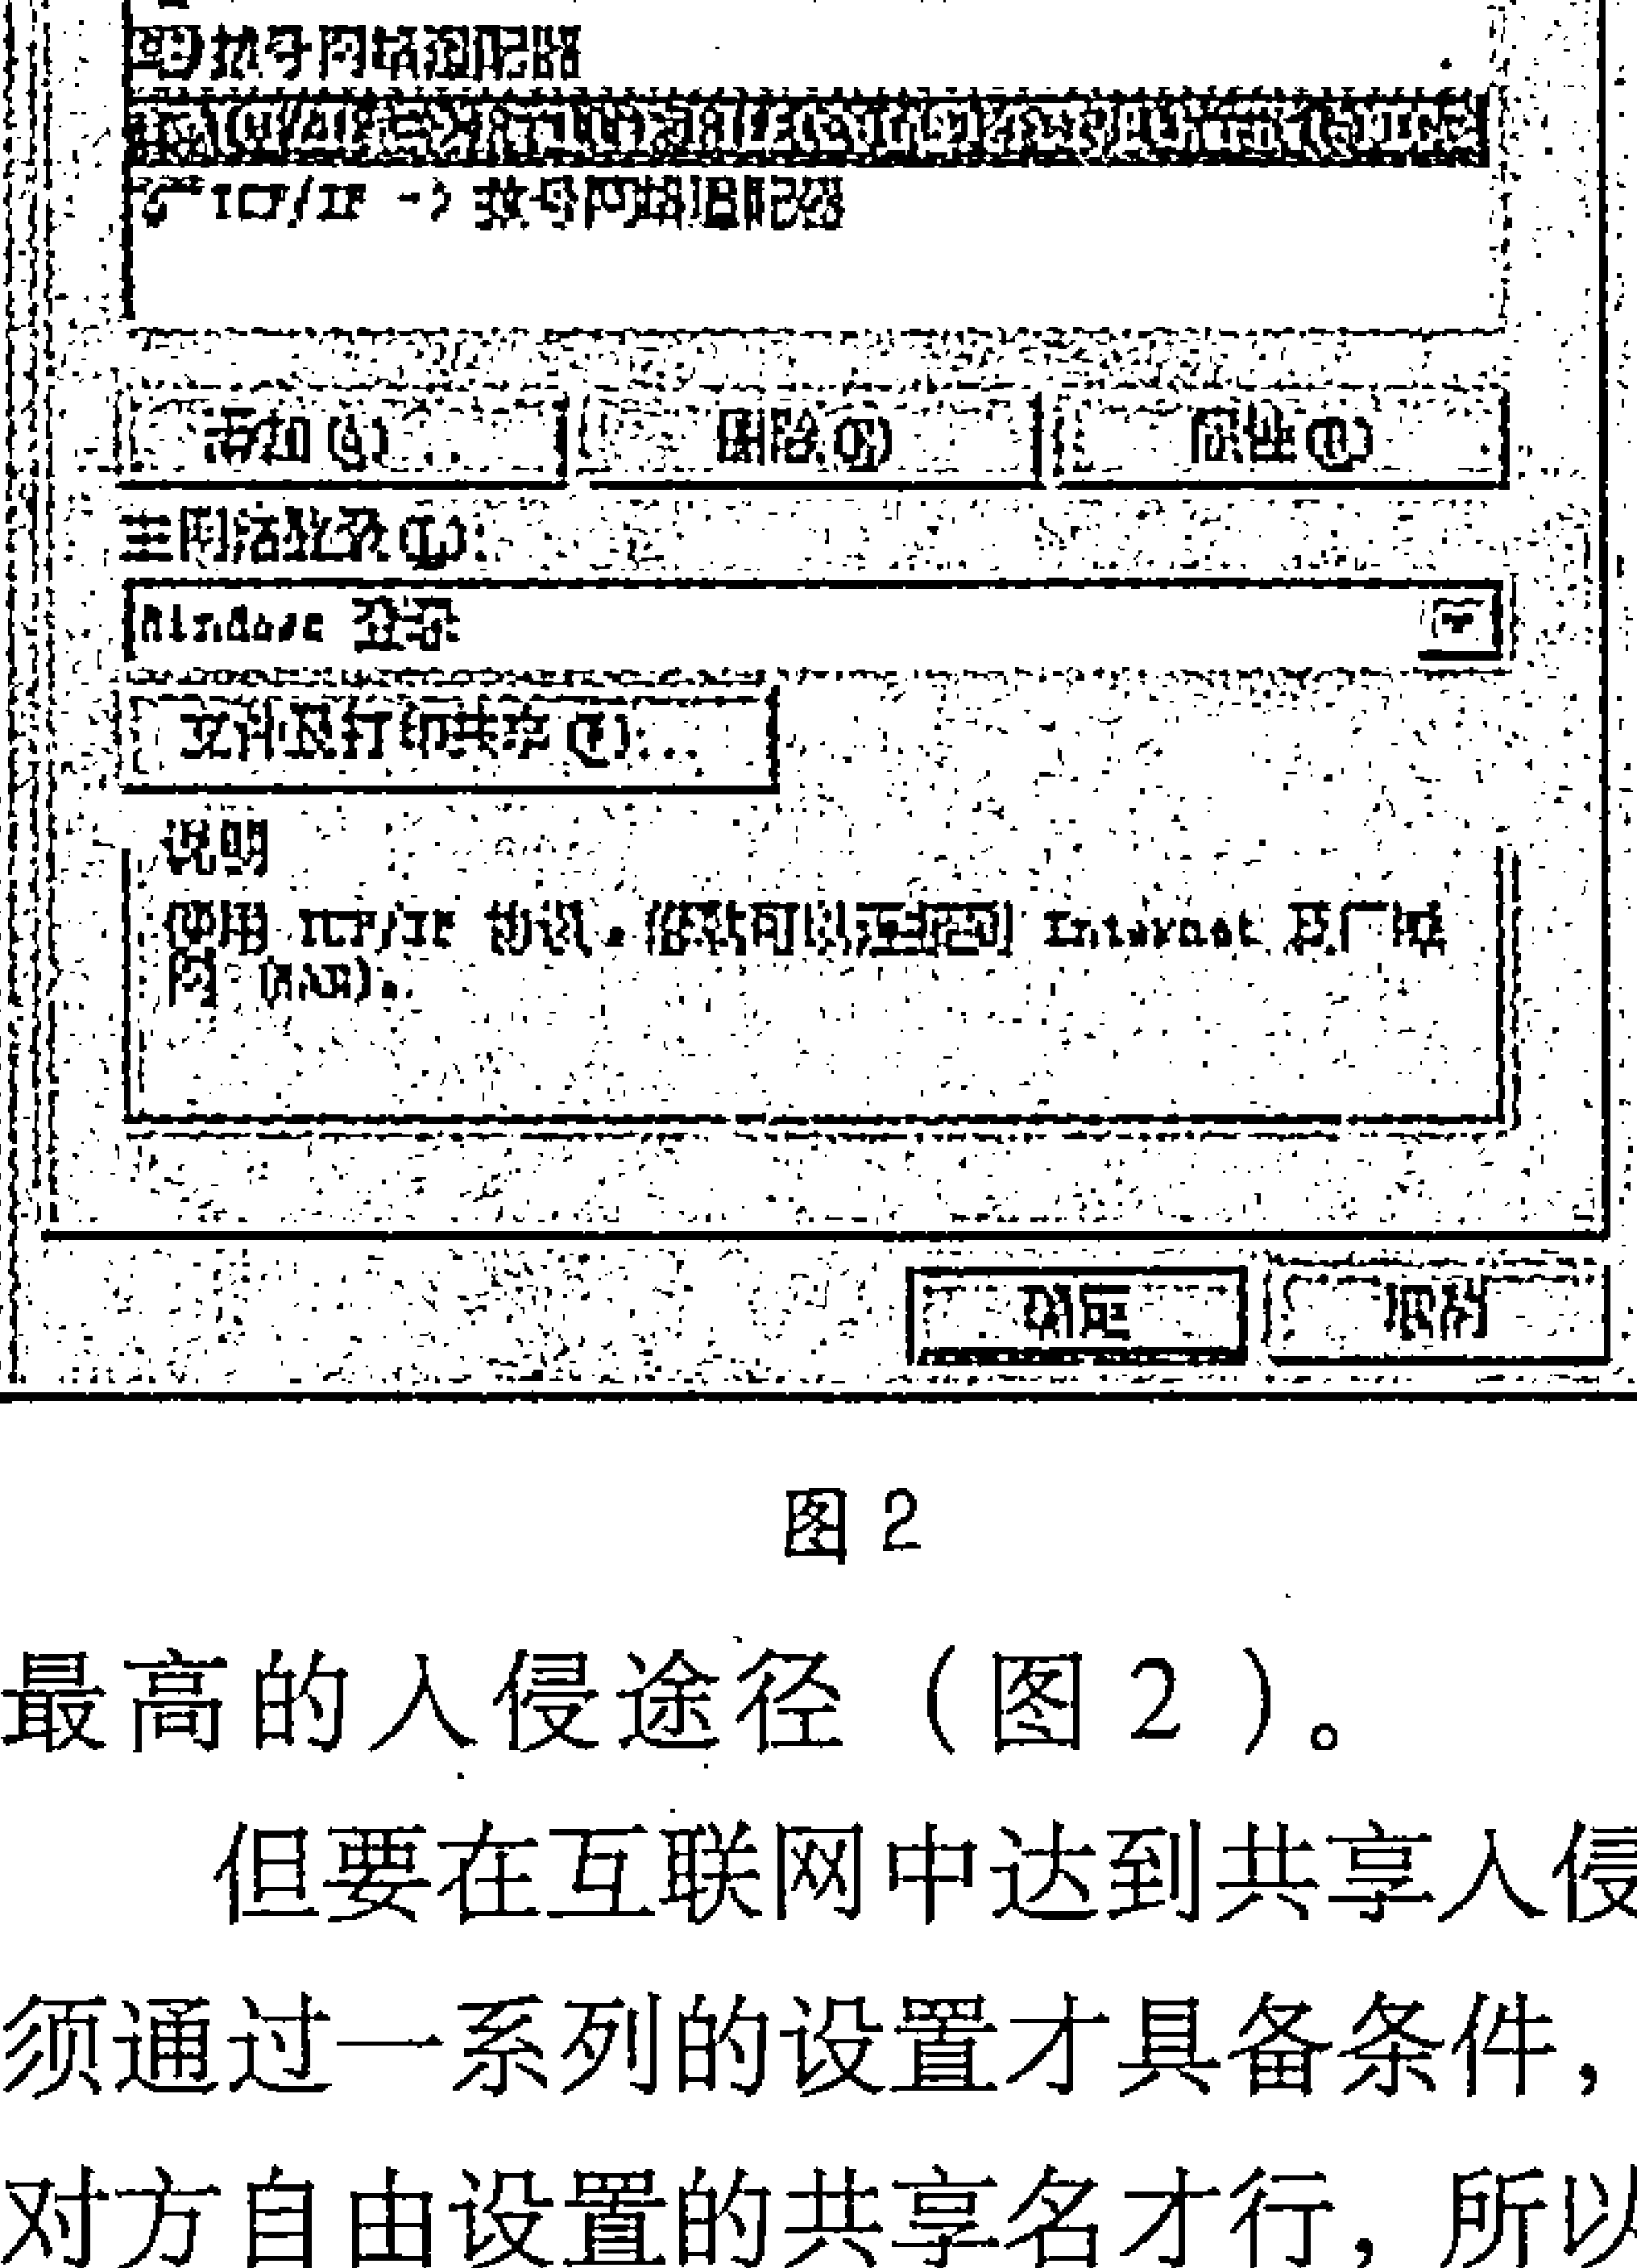 拨号网络适配器
TCP/IP -> 拨号网络适配器
添加(A)...
删除(E)
属性(R)
主网络登录(L):
Windows 登录
文件及打印共享(F)...
说明
使用 TCP/IP 协议，您就可以连接到 Internet 及广域
网 (WAN)。
确定
取消
图 2
最高的入侵途径（图 2 ）。
但要在互联网中达到共享入侵
须通过一系列的设置才具备条件，
对方自由设置的共享名才行，所以